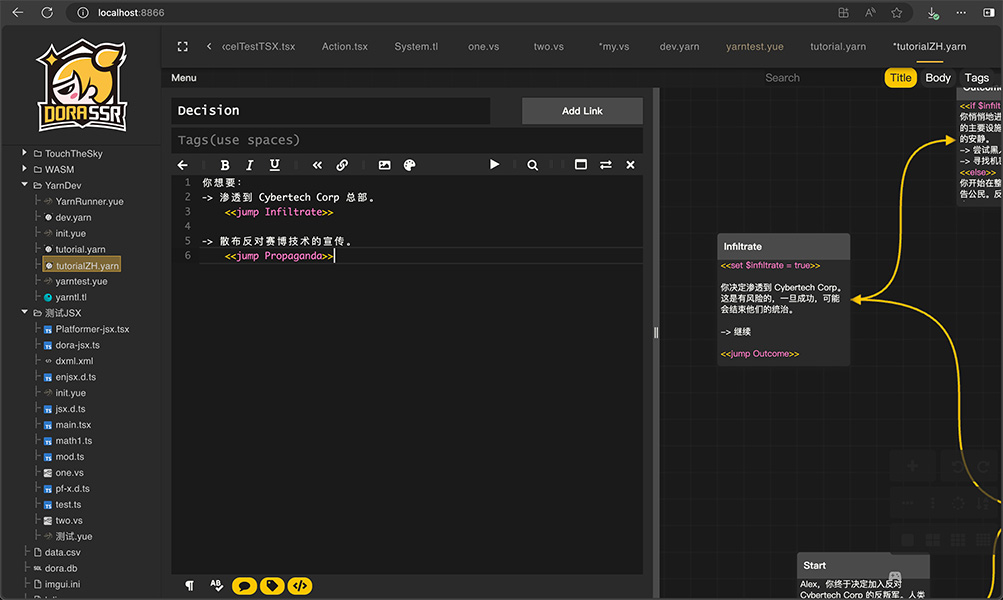 localhost:8866
‹celTestTSX.tsx
Action.tsx
System.tl
one.vs
two.vs
*my.vs
dev.yarn
yarntest.yue
tutorial.yarn
*tutorialZH.yarn
DORA SSR
Menu
Search
Title
Body
Tags
TouchTheSky
WASM
YarnDev
YarnRunner.yue
dev.yarn
init.yue
tutorial.yarn
tutorialZH.yarn
yarntest.yue
yarntl.tl
测试JSX
Platformer-jsx.tsx
dora-jsx.ts
dxml.xml
enjsx.d.ts
init.yue
jsx.d.ts
main.tsx
math1.ts
mod.ts
one.vs
pf-x.d.ts
test.ts
two.vs
测试.yue
data.csv
dora.db
imgui.ini
Decision
Add Link
Tags(use spaces)
B I U
1 你想要：
2 -> 渗透到 Cybertech Corp 总部。
3 <<jump Infiltrate>>
4
5 -> 散布反对赛博技术的宣传。
6 <<jump Propaganda>>
Outcome
<<if $infilt
你悄悄地进
的主要设施
的安静。
-> 尝试黑
-> 寻找机
<<else>>
你开始在整
告公民。反
Infiltrate
<<set $infiltrate = true>>
你决定渗透到 Cybertech Corp。
这是有风险的，一旦成功，可能
会结束他们的统治。
-> 继续
<<jump Outcome>>
Start
Alex，你终于决定加入反对
Cybertech Corp 的反叛军。人类